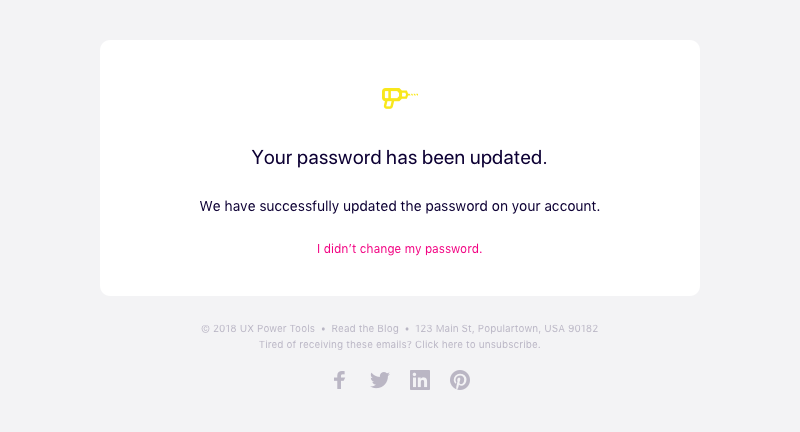 Your password has been updated.
We have successfully updated the password on your account.
I didn’t change my password.
© 2018 UX Power Tools • Read the Blog • 123 Main St, Populartown, USA 90182
Tired of receiving these emails? Click here to unsubscribe.